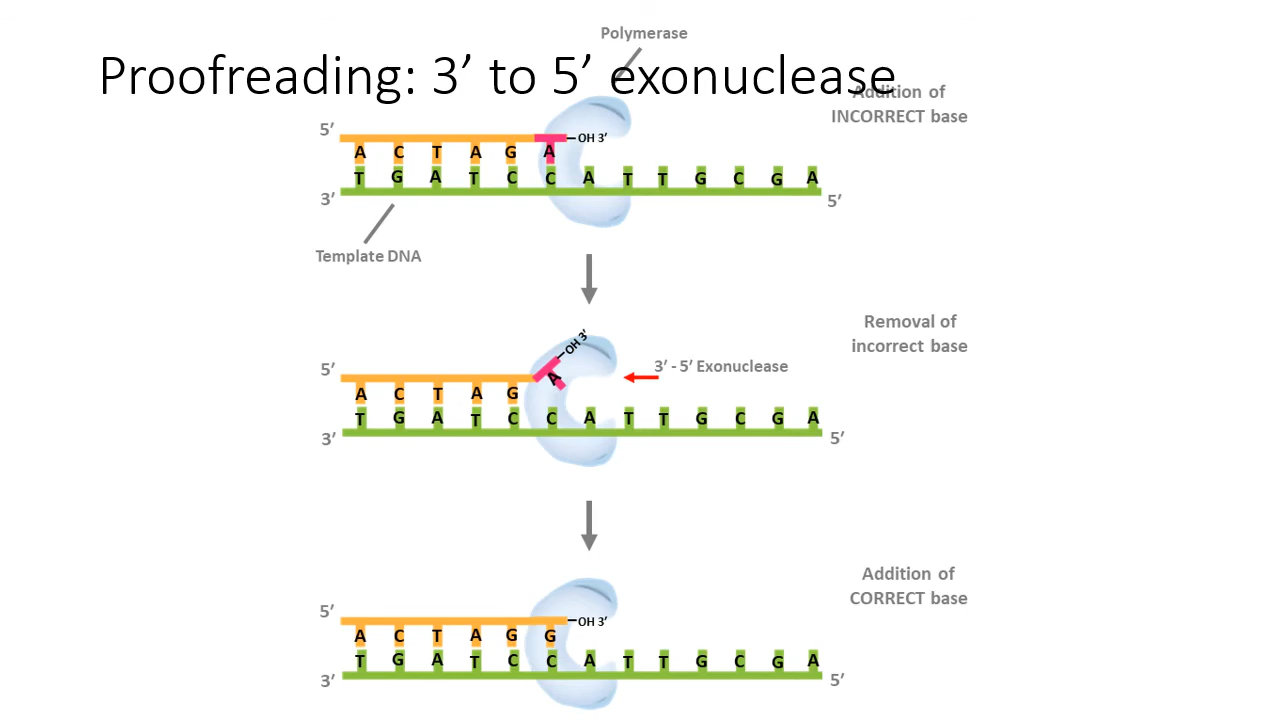 Polymerase
Proofreading: 3’ to 5’ exonuclease
Addition of
INCORRECT base
5’
OH 3’
A C T A G A
T G A T C C A T T G C G A
3’
5’
Template DNA
Removal of
incorrect base
OH 3’
3’ - 5’ Exonuclease
5’
A C T A G A
T G A T C C A T T G C G A
3’
5’
Addition of
CORRECT base
5’
OH 3’
A C T A G G
T G A T C C A T T G C G A
3’
5’